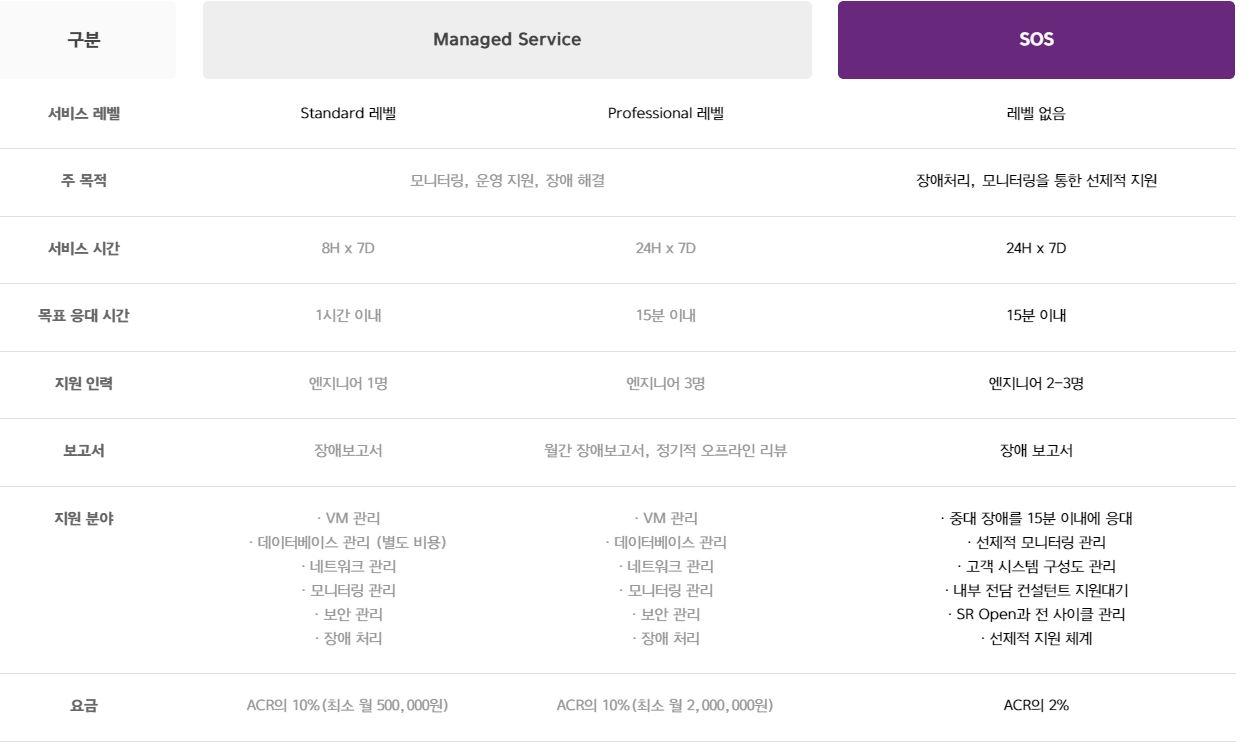 구분 Managed Service SOS
서비스 레벨 Standard 레벨 Professional 레벨 레벨 없음
주 목적 모니터링, 운영 지원, 장애 해결 장애처리, 모니터링을 통한 선제적 지원
서비스 시간 8H x 7D 24H x 7D 24H x 7D
목표 응대 시간 1시간 이내 15분 이내 15분 이내
지원 인력 엔지니어 1명 엔지니어 3명 엔지니어 2-3명
보고서 장애보고서 월간 장애보고서, 정기적 오프라인 리뷰 장애 보고서
지원 분야 · VM 관리 · VM 관리 · 중대 장애를 15분 이내에 응대
· 데이터베이스 관리 (별도 비용) · 데이터베이스 관리 · 선제적 모니터링 관리
· 네트워크 관리 · 네트워크 관리 · 고객 시스템 구성도 관리
· 모니터링 관리 · 모니터링 관리 · 내부 전담 컨설턴트 지원대기
· 보안 관리 · 보안 관리 · SR Open과 전 사이클 관리
· 장애 처리 · 장애 처리 · 선제적 지원 체계
요금 ACR의 10%(최소 월 500,000원) ACR의 10%(최소 월 2,000,000원) ACR의 2%